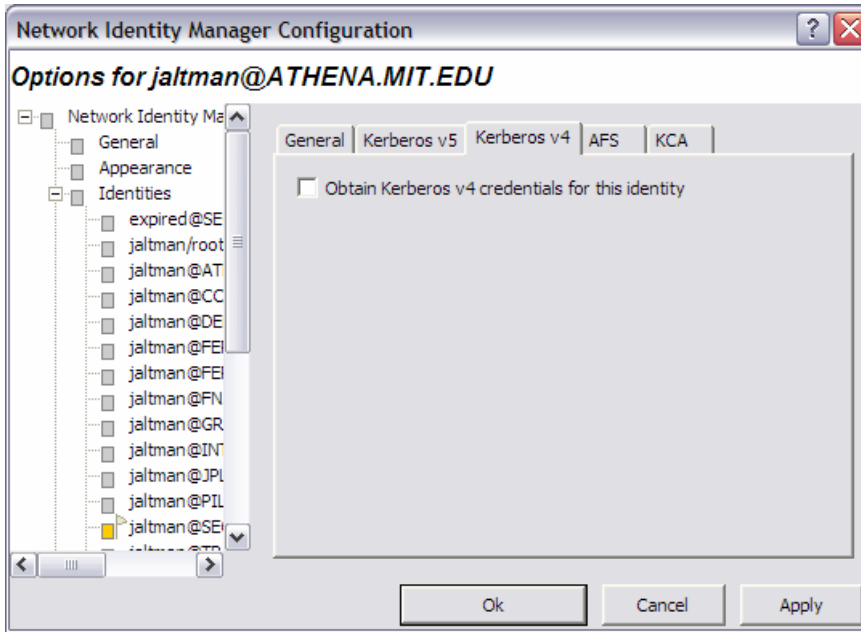 Network Identity Manager Configuration
Options for jaltman@ATHENA.MIT.EDU
Network Identity Ma
General
Appearance
Identities
expired@SE
jaltman/root
jaltman@AT
jaltman@CC
jaltman@DE
jaltman@FE
jaltman@FE
jaltman@FN
jaltman@GR
jaltman@INT
jaltman@JPL
jaltman@PIL
jaltman@SE
General
Kerberos v5
Kerberos v4
AFS
KCA
Obtain Kerberos v4 credentials for this identity
Ok
Cancel
Apply